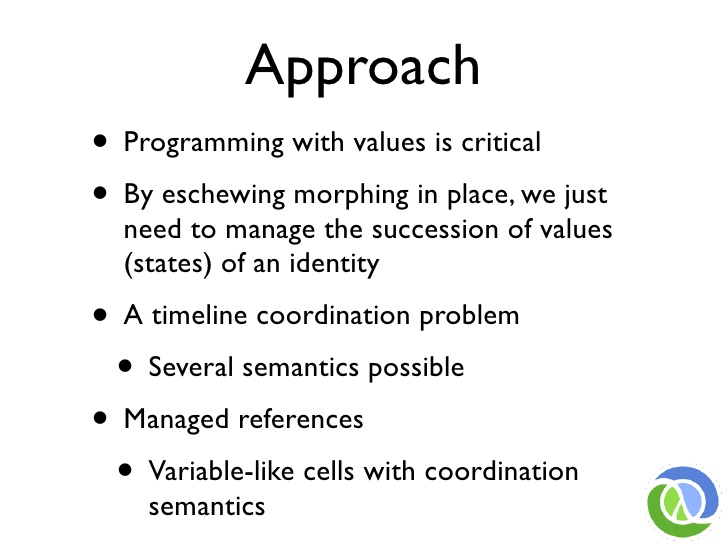 Approach
• Programming with values is critical
• By eschewing morphing in place, we just
need to manage the succession of values
(states) of an identity
• A timeline coordination problem
• Several semantics possible
• Managed references
• Variable-like cells with coordination
semantics